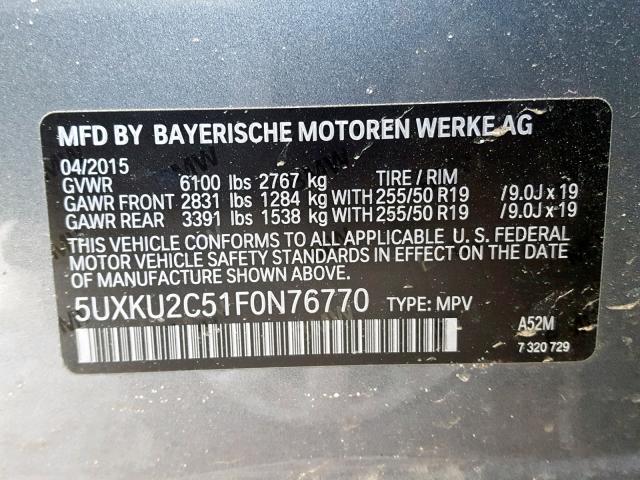 MFD BY BAYERISCHE MOTOREN WERKE AG
04/2015
GVWR 6100 lbs 2767 kg TIRE / RIM
GAWR FRONT 2831 lbs 1284 kg WITH 255/50 R19 /9.0J x 19
GAWR REAR 3391 lbs 1538 kg WITH 255/50 R19 /9.0J x 19
THIS VEHICLE CONFORMS TO ALL APPLICABLE U. S. FEDERAL
MOTOR VEHICLE SAFETY STANDARDS IN EFFECT ON THE
DATE OF MANUFACTURE SHOWN ABOVE.
5UXKU2C51F0N76770 TYPE: MPV
A52M
7 320 729